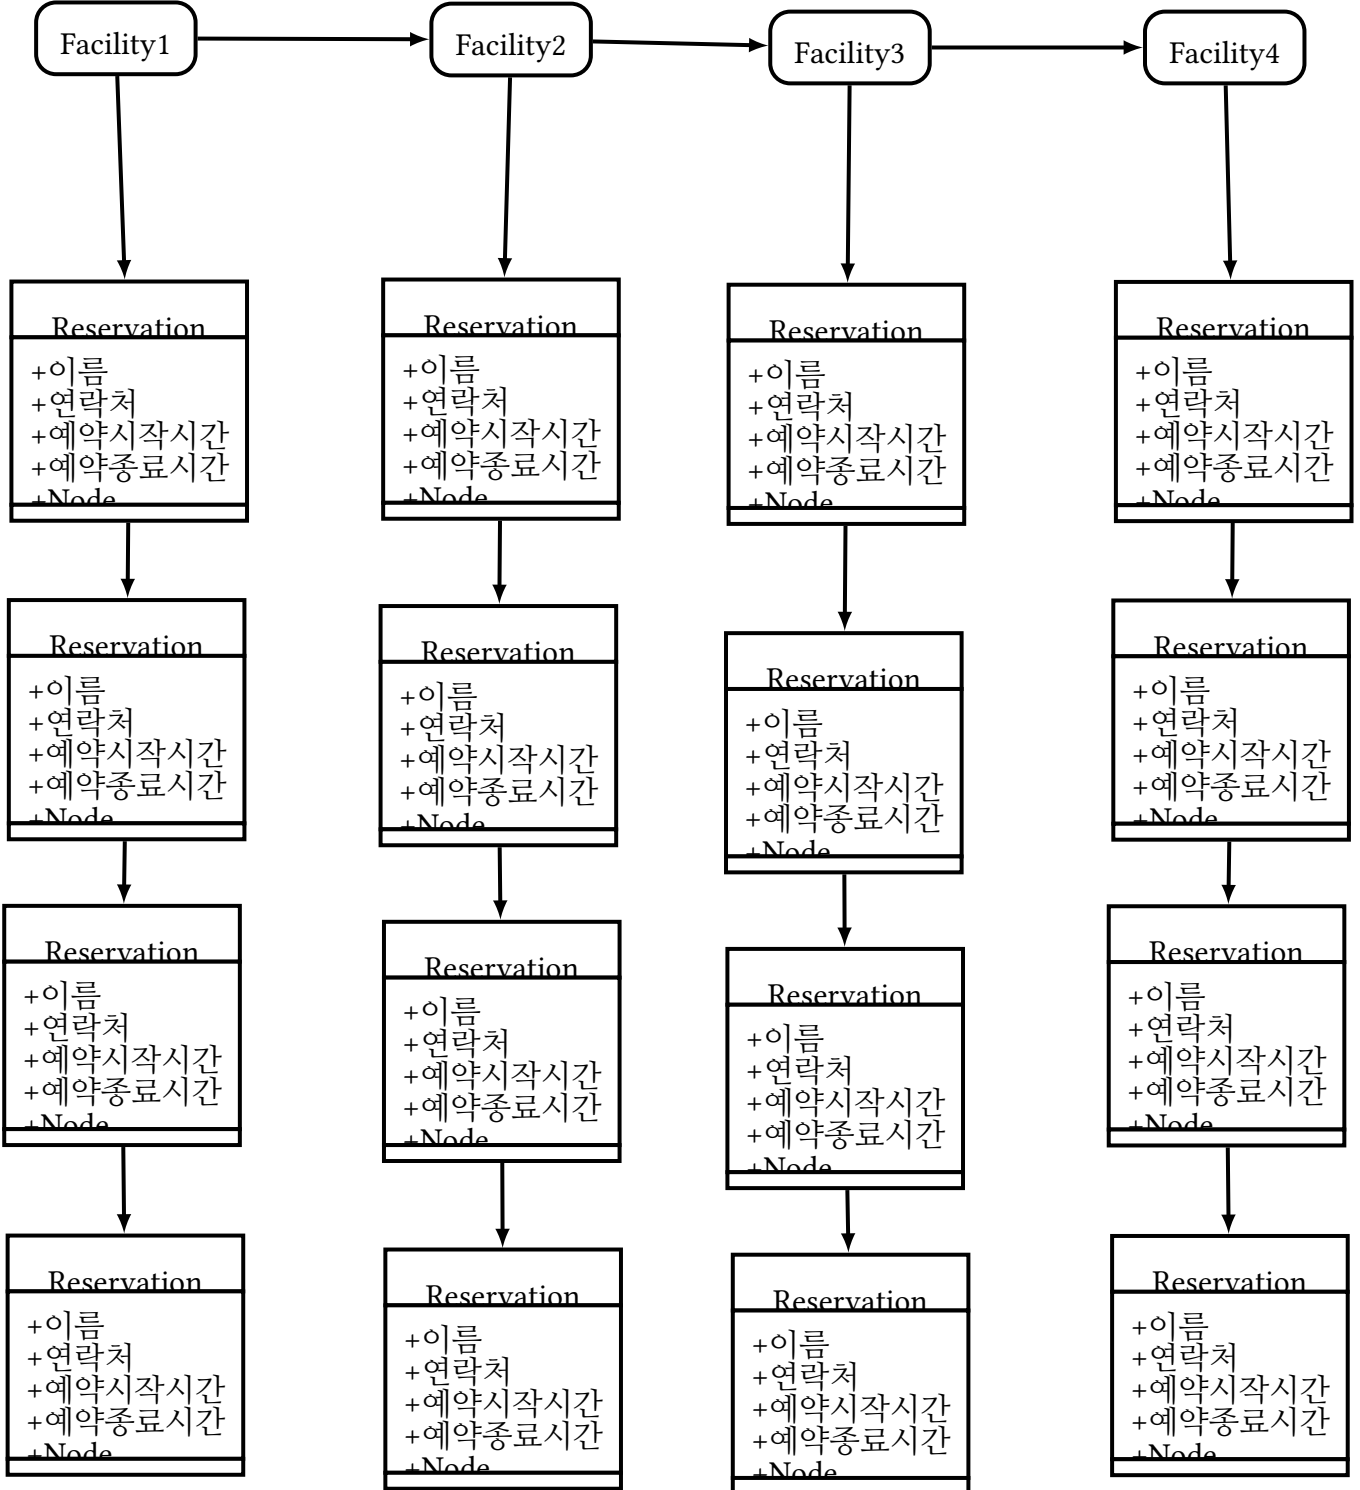 Facility1
Facility2
Facility3
Facility4
Reservation
+이름
+연락처
+예약시작시간
+예약종료시간
+Node
Reservation
+이름
+연락처
+예약시작시간
+예약종료시간
+Node
Reservation
+이름
+연락처
+예약시작시간
+예약종료시간
+Node
Reservation
+이름
+연락처
+예약시작시간
+예약종료시간
+Node
Reservation
+이름
+연락처
+예약시작시간
+예약종료시간
+Node
Reservation
+이름
+연락처
+예약시작시간
+예약종료시간
+Node
Reservation
+이름
+연락처
+예약시작시간
+예약종료시간
+Node
Reservation
+이름
+연락처
+예약시작시간
+예약종료시간
+Node
Reservation
+이름
+연락처
+예약시작시간
+예약종료시간
+Node
Reservation
+이름
+연락처
+예약시작시간
+예약종료시간
+Node
Reservation
+이름
+연락처
+예약시작시간
+예약종료시간
+Node
Reservation
+이름
+연락처
+예약시작시간
+예약종료시간
+Node
Reservation
+이름
+연락처
+예약시작시간
+예약종료시간
+Node
Reservation
+이름
+연락처
+예약시작시간
+예약종료시간
+Node
Reservation
+이름
+연락처
+예약시작시간
+예약종료시간
+Node
Reservation
+이름
+연락처
+예약시작시간
+예약종료시간
+Node